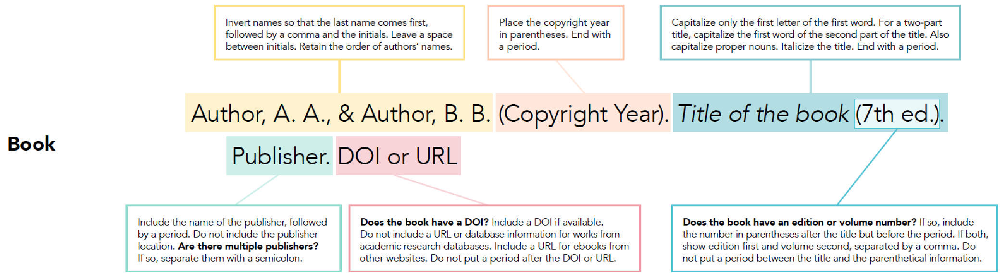 Invert names so that the last name comes first,
followed by a comma and the initials. Leave a space
between initials. Retain the order of authors’ names.
Place the copyright year
in parentheses. End with
a period.
Capitalize only the first letter of the first word. For a two-part
title, capitalize the first word of the second part of the title. Also
capitalize proper nouns. Italicize the title. End with a period.
Book
Author, A. A., & Author, B. B. (Copyright Year). Title of the book (7th ed.).
Publisher. DOI or URL
Include the name of the publisher, followed
by a period. Do not include the publisher
location. Are there multiple publishers?
If so, separate them with a semicolon.
Does the book have a DOI? Include a DOI if available.
Do not include a URL or database information for works from
academic research databases. Include a URL for ebooks from
other websites. Do not put a period after the DOI or URL.
Does the book have an edition or volume number? If so, include
the number in parentheses after the title but before the period. If both,
show edition first and volume second, separated by a comma. Do
not put a period between the title and the parenthetical information.